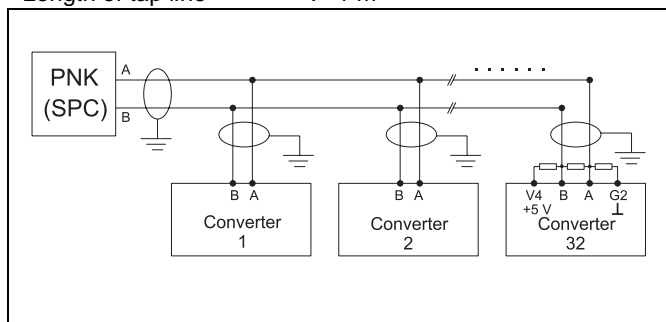 PNK
(SPC)
A
B
B A
Converter
1
B A
Converter
2
V4 B A G2
+5 V
Converter
32